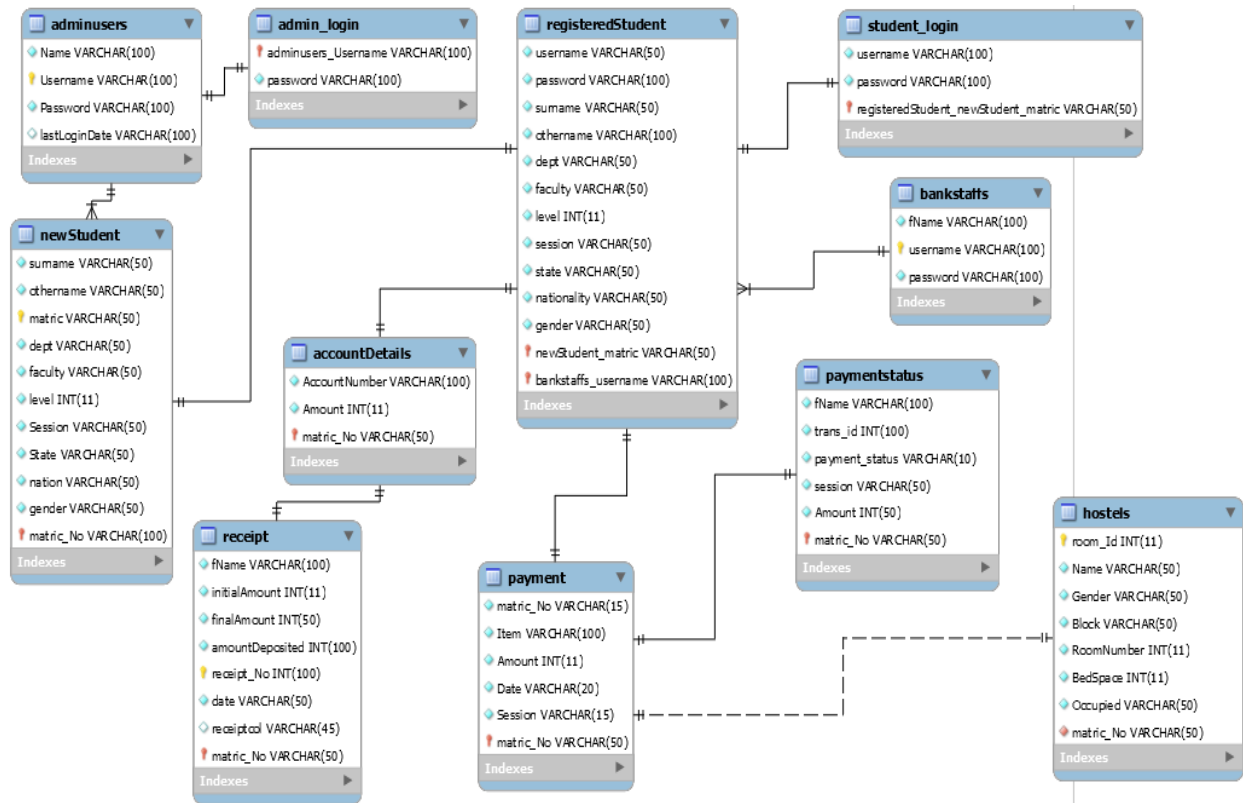 adminusers
Name VARCHAR(100)
Username VARCHAR(100)
Password VARCHAR(100)
lastLoginDate VARCHAR(100)
Indexes
admin_login
adminusers_Username VARCHAR(100)
password VARCHAR(100)
Indexes
registeredStudent
username VARCHAR(50)
password VARCHAR(100)
surname VARCHAR(50)
othername VARCHAR(100)
dept VARCHAR(50)
faculty VARCHAR(50)
level INT(11)
session VARCHAR(50)
state VARCHAR(50)
nationality VARCHAR(50)
gender VARCHAR(50)
newStudent_matric VARCHAR(50)
bankstaffs_username VARCHAR(100)
Indexes
student_login
username VARCHAR(100)
password VARCHAR(100)
registeredStudent_newStudent_matric VARCHAR(50)
Indexes
bankstaffs
fName VARCHAR(100)
username VARCHAR(100)
password VARCHAR(100)
Indexes
newStudent
surname VARCHAR(50)
othername VARCHAR(50)
matric VARCHAR(50)
dept VARCHAR(50)
faculty VARCHAR(50)
level INT(11)
Session VARCHAR(50)
State VARCHAR(50)
nation VARCHAR(50)
gender VARCHAR(50)
matric_No VARCHAR(100)
Indexes
accountDetails
AccountNumber VARCHAR(100)
Amount INT(11)
matric_No VARCHAR(50)
Indexes
paymentstatus
fName VARCHAR(100)
trans_id INT(100)
payment_status VARCHAR(10)
session VARCHAR(50)
Amount INT(50)
matric_No VARCHAR(50)
Indexes
receipt
fName VARCHAR(100)
initialAmount INT(11)
finalAmount INT(50)
amountDeposited INT(100)
receipt_No INT(100)
date VARCHAR(50)
receiptcol VARCHAR(45)
matric_No VARCHAR(50)
Indexes
payment
matric_No VARCHAR(15)
Item VARCHAR(100)
Amount INT(11)
Date VARCHAR(20)
Session VARCHAR(15)
matric_No VARCHAR(50)
Indexes
hostels
room_Id INT(11)
Name VARCHAR(50)
Gender VARCHAR(50)
Block VARCHAR(50)
RoomNumber INT(11)
BedSpace INT(11)
Occupied VARCHAR(50)
matric_No VARCHAR(50)
Indexes